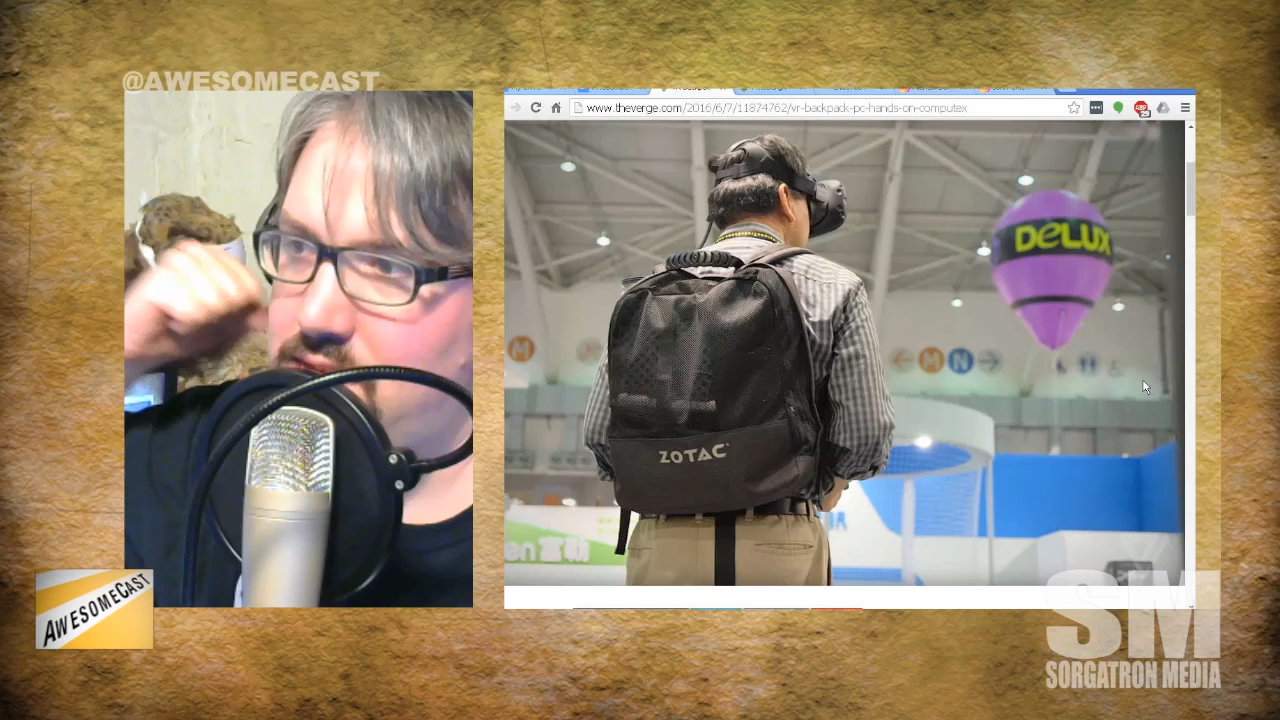 @AWESOMECAST
www.theverge.com/2016/6/7/11874762/vr-backpack-pc-hands-on-computex
DeLUX
M
M N
ZOTAC
en
AWESOMECAST
SM
SORGATRON MEDIA